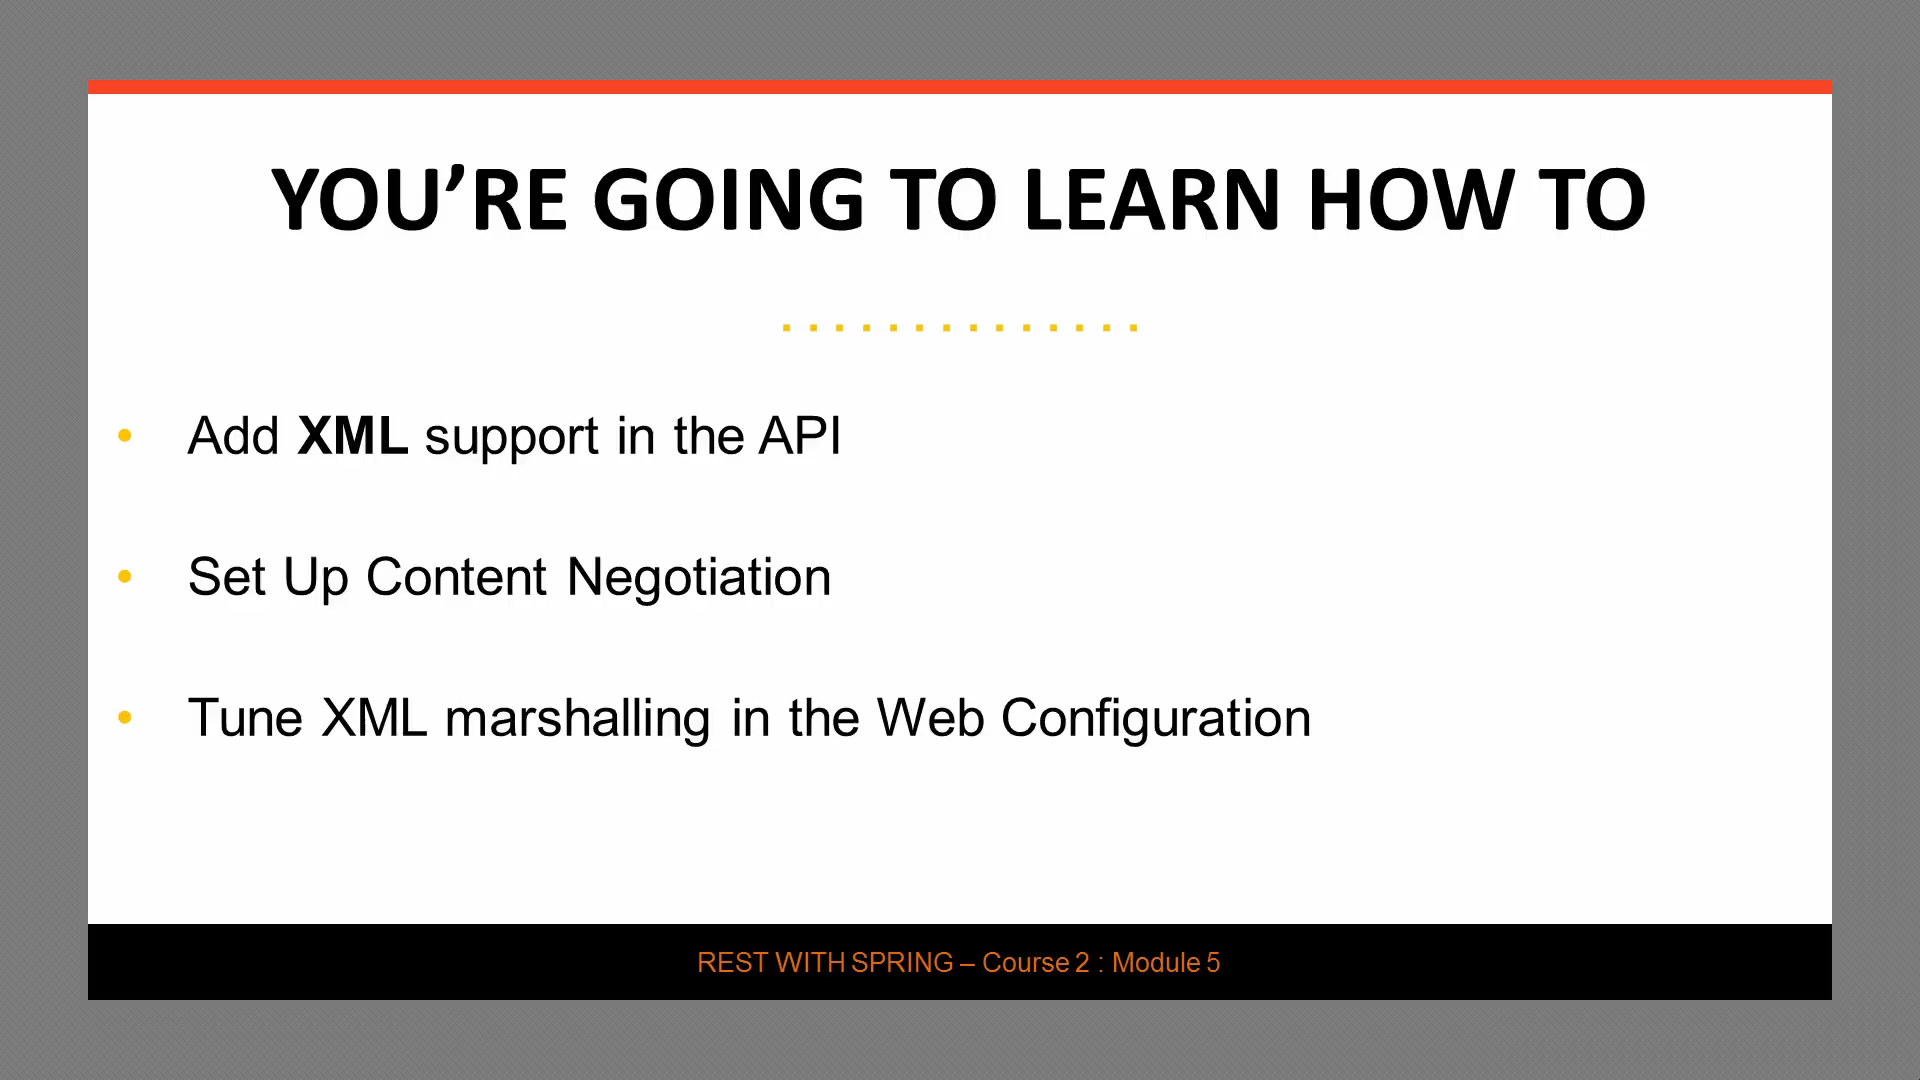 YOU’RE GOING TO LEARN HOW TO
• Add XML support in the API
• Set Up Content Negotiation
• Tune XML marshalling in the Web Configuration
REST WITH SPRING – Course 2 : Module 5